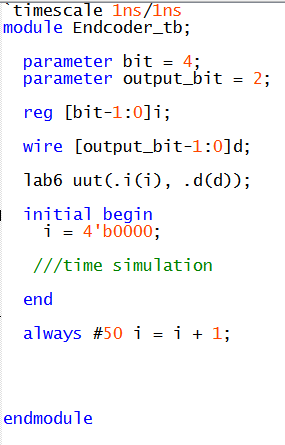 `timescale 1ns/1ns
module Endcoder_tb;
parameter bit = 4;
parameter output_bit = 2;
reg [bit-1:0]i;
wire [output_bit-1:0]d;
lab6 uut(.i(i), .d(d));
initial begin
i = 4'b0000;
///time simulation
end
always #50 i = i + 1;
endmodule